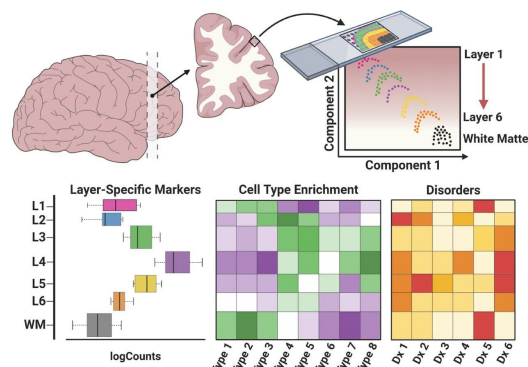 Layer 1
Component 2
Layer 6
White Matte
Component 1
Layer-Specific Markers
Cell Type Enrichment
Disorders
L1
L2
L3
L4
L5
L6
WM
logCounts
Type 2
Type 3
Type 4
Type 5
Type 6
Type 7
Type 8
Dx 1
Dx 2
Dx 3
Dx 4
Dx 5
Dx 6